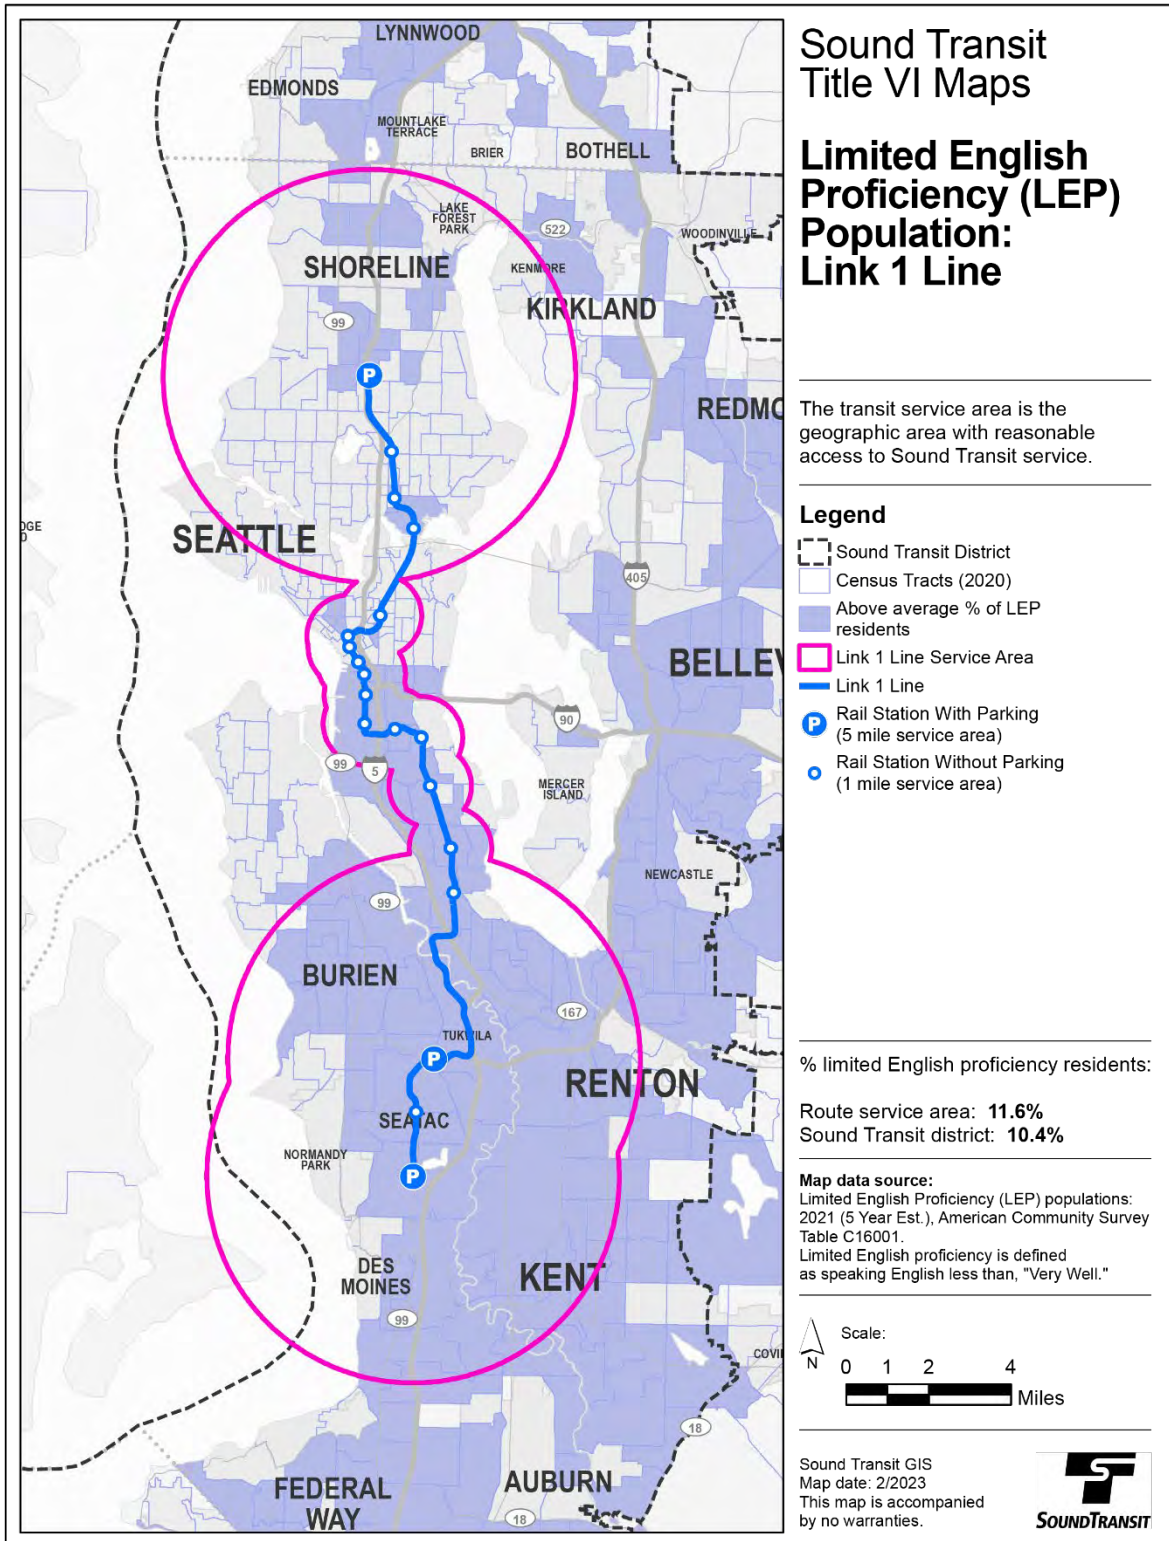 Sound Transit
Title VI Maps
Limited English
Proficiency (LEP)
Population:
Link 1 Line
The transit service area is the
geographic area with reasonable
access to Sound Transit service.
Legend
Sound Transit District
Census Tracts (2020)
Above average % of LEP
residents
Link 1 Line Service Area
Link 1 Line
P
Rail Station With Parking
(5 mile service area)
Rail Station Without Parking
(1 mile service area)
% limited English proficiency residents:
Route service area: 11.6%
Sound Transit district: 10.4%
Map data source:
Limited English Proficiency (LEP) populations:
2021 (5 Year Est.), American Community Survey
Table C16001.
Limited English proficiency is defined
as speaking English less than, "Very Well."
N
Scale:
0 1 2 4
Miles
Sound Transit GIS
Map date: 2/2023
This map is accompanied
by no warranties.
SOUNDTRANSIT
LYNNWOOD
EDMONDS
MOUNTLAKE
TERRACE
BRIER
BOTHELL
LAKE
FOREST
PARK
522
WOODINVILLE
SHORELINE
KENMORE
KIRKLAND
99
P
REDMO
DGE
SEATTLE
405
BELLEV
90
99
5
MERCER
ISLAND
NEWCASTLE
99
BURIEN
167
TUKWILA
P
RENTON
SEATAC
NORMANDY
PARK
P
DES
MOINES
KENT
99
COVI
18
FEDERAL
WAY
AUBURN
18